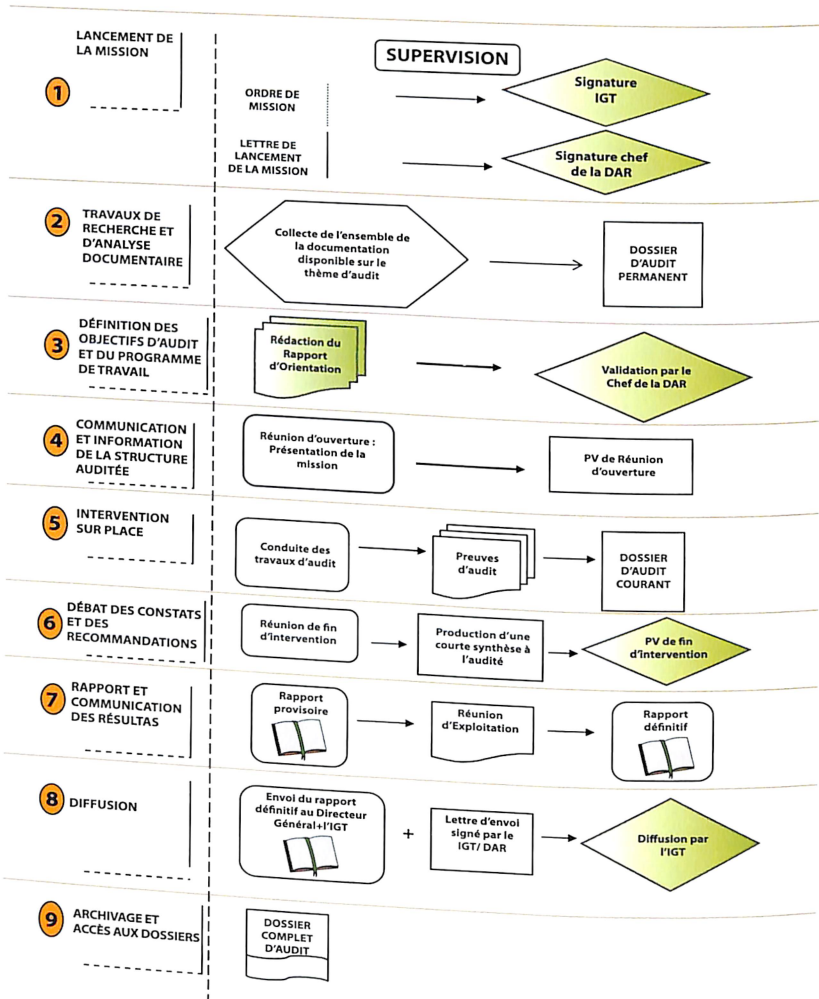 LANCEMENT DE
LA MISSION
1
SUPERVISION
ORDRE DE
MISSION
Signature
IGT
LETTRE DE
LANCEMENT
DE LA MISSION
Signature chef
de la DAR
2
TRAVAUX DE
RECHERCHE ET
D'ANALYSE
DOCUMENTAIRE
Collecte de l'ensemble de
la documentation
disponible sur le
thème d'audit
DOSSIER
D'AUDIT
PERMANENT
3
DÉFINITION DES
OBJECTIFS D'AUDIT
ET DU PROGRAMME
DE TRAVAIL
Rédaction du
Rapport
d'Orientation
Validation par le
Chef de la DAR
4
COMMUNICATION
ET INFORMATION
DE LA STRUCTURE
AUDITÉE
Réunion d'ouverture :
Présentation de la
mission
PV de Réunion
d'ouverture
5
INTERVENTION
SUR PLACE
Conduite des
travaux d'audit
Preuves
d'audit
DOSSIER
D'AUDIT
COURANT
6
DÉBAT DES CONSTATS
ET DES
RECOMMANDATIONS
Réunion de fin
d'intervention
Production d'une
courte synthèse à
l'audité
PV de fin
d'intervention
7
RAPPORT ET
COMMUNICATION
DES RÉSULTAS
Rapport
provisoire
Réunion
d'Exploitation
Rapport
définitif
8
DIFFUSION
Envoi du rapport
définitif au Directeur
Général+l'IGT
+
Lettre d'envoi
signé par le
IGT/ DAR
Diffusion par
l'IGT
9
ARCHIVAGE ET
ACCÈS AUX DOSSIERS
DOSSIER
COMPLET
D'AUDIT